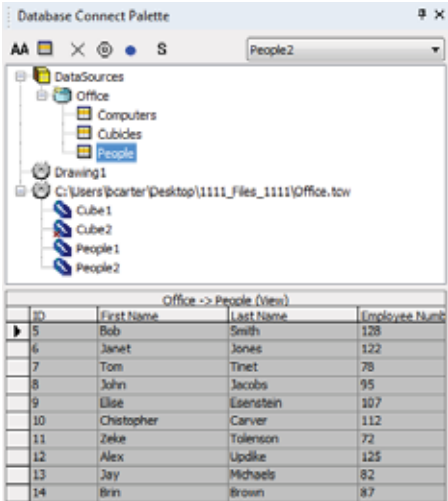 Database Connect Palette
AA S People2
DataSources
Office
Computers
Cubicles
People
Drawing1
C:\Users\bcarter\Desktop\1111_Files_1111\Office.tcw
Cube1
Cube2
People1
People2
Office -> People (View)
ID First Name Last Name Employee Numb
5 Bob Smith 128
6 Janet Jones 122
7 Tom Tinet 78
8 John Jacobs 95
9 Elise Esenstein 107
10 Chistopher Carver 112
11 Zeke Tolenson 72
12 Alex Updike 125
13 Jay Michaels 82
14 Brin Brown 87